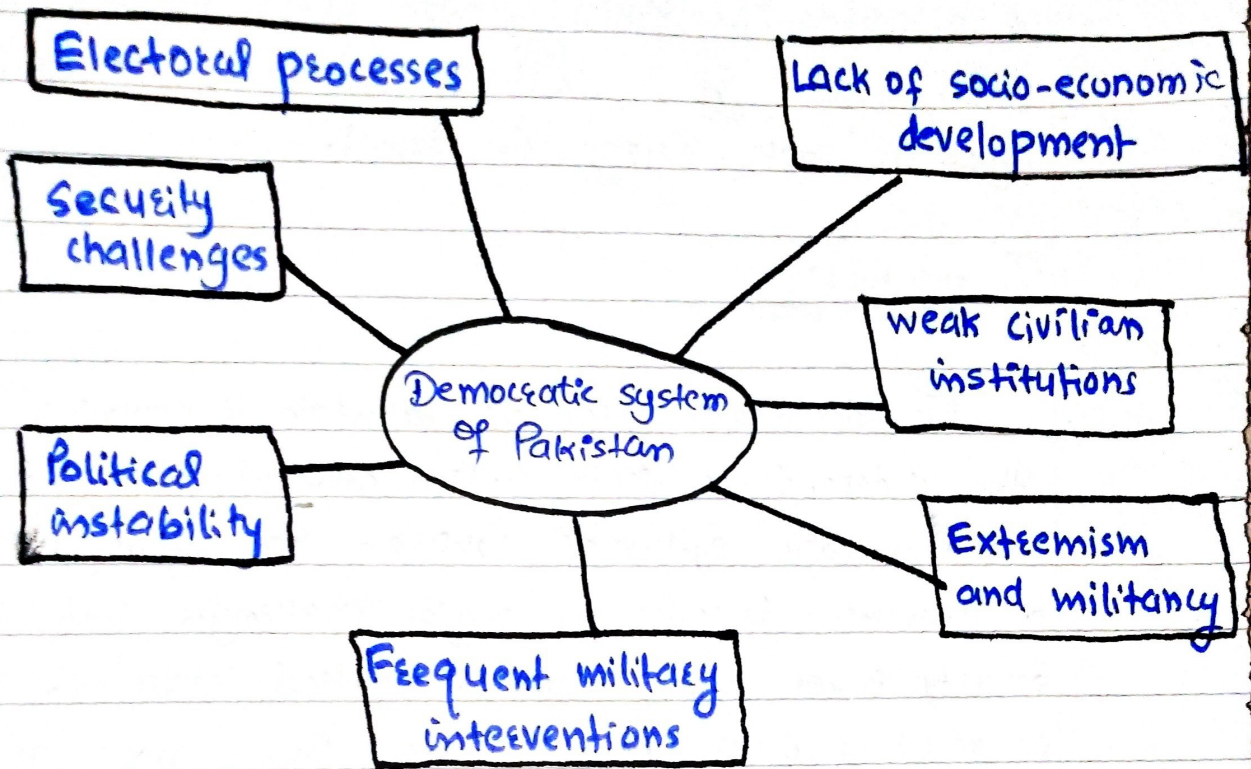 Electoral processes
Lack of socio-economic
development
Security
challenges
weak civilian
institutions
Democratic system
of Pakistan
Political
instability
Extremism
and militancy
Frequent military
interventions